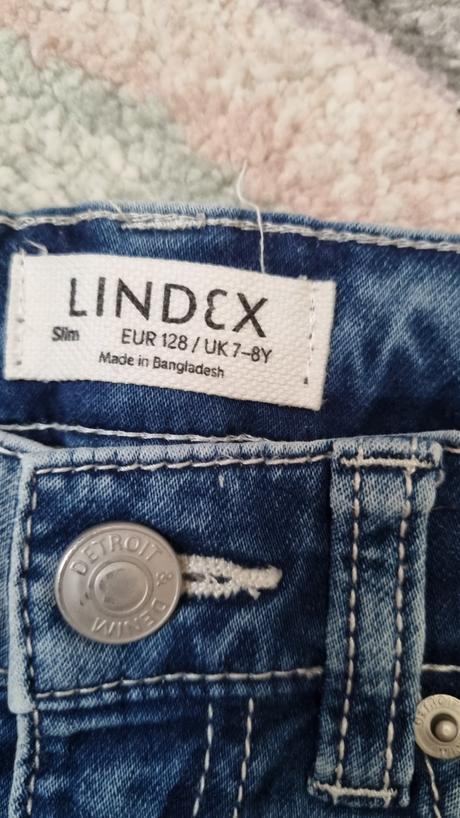 LINDEX
Slim EUR 128 / UK 7-8Y
Made in Bangladesh
DETROIT
DENIM
&